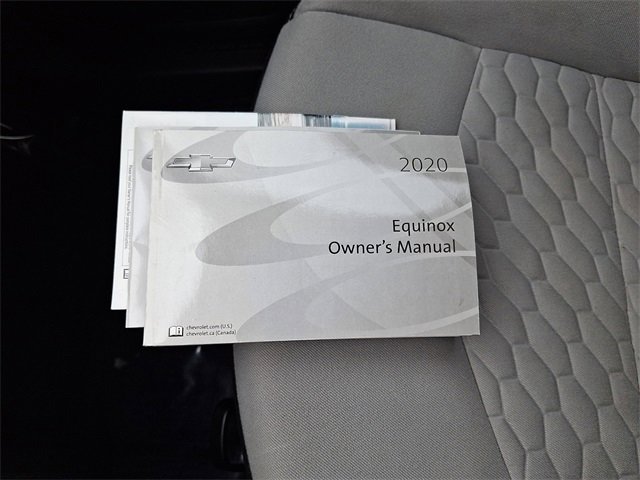 2020
Equinox
Owner's Manual
chevrolet.com (U.S.)
chevrolet.ca (Canada)